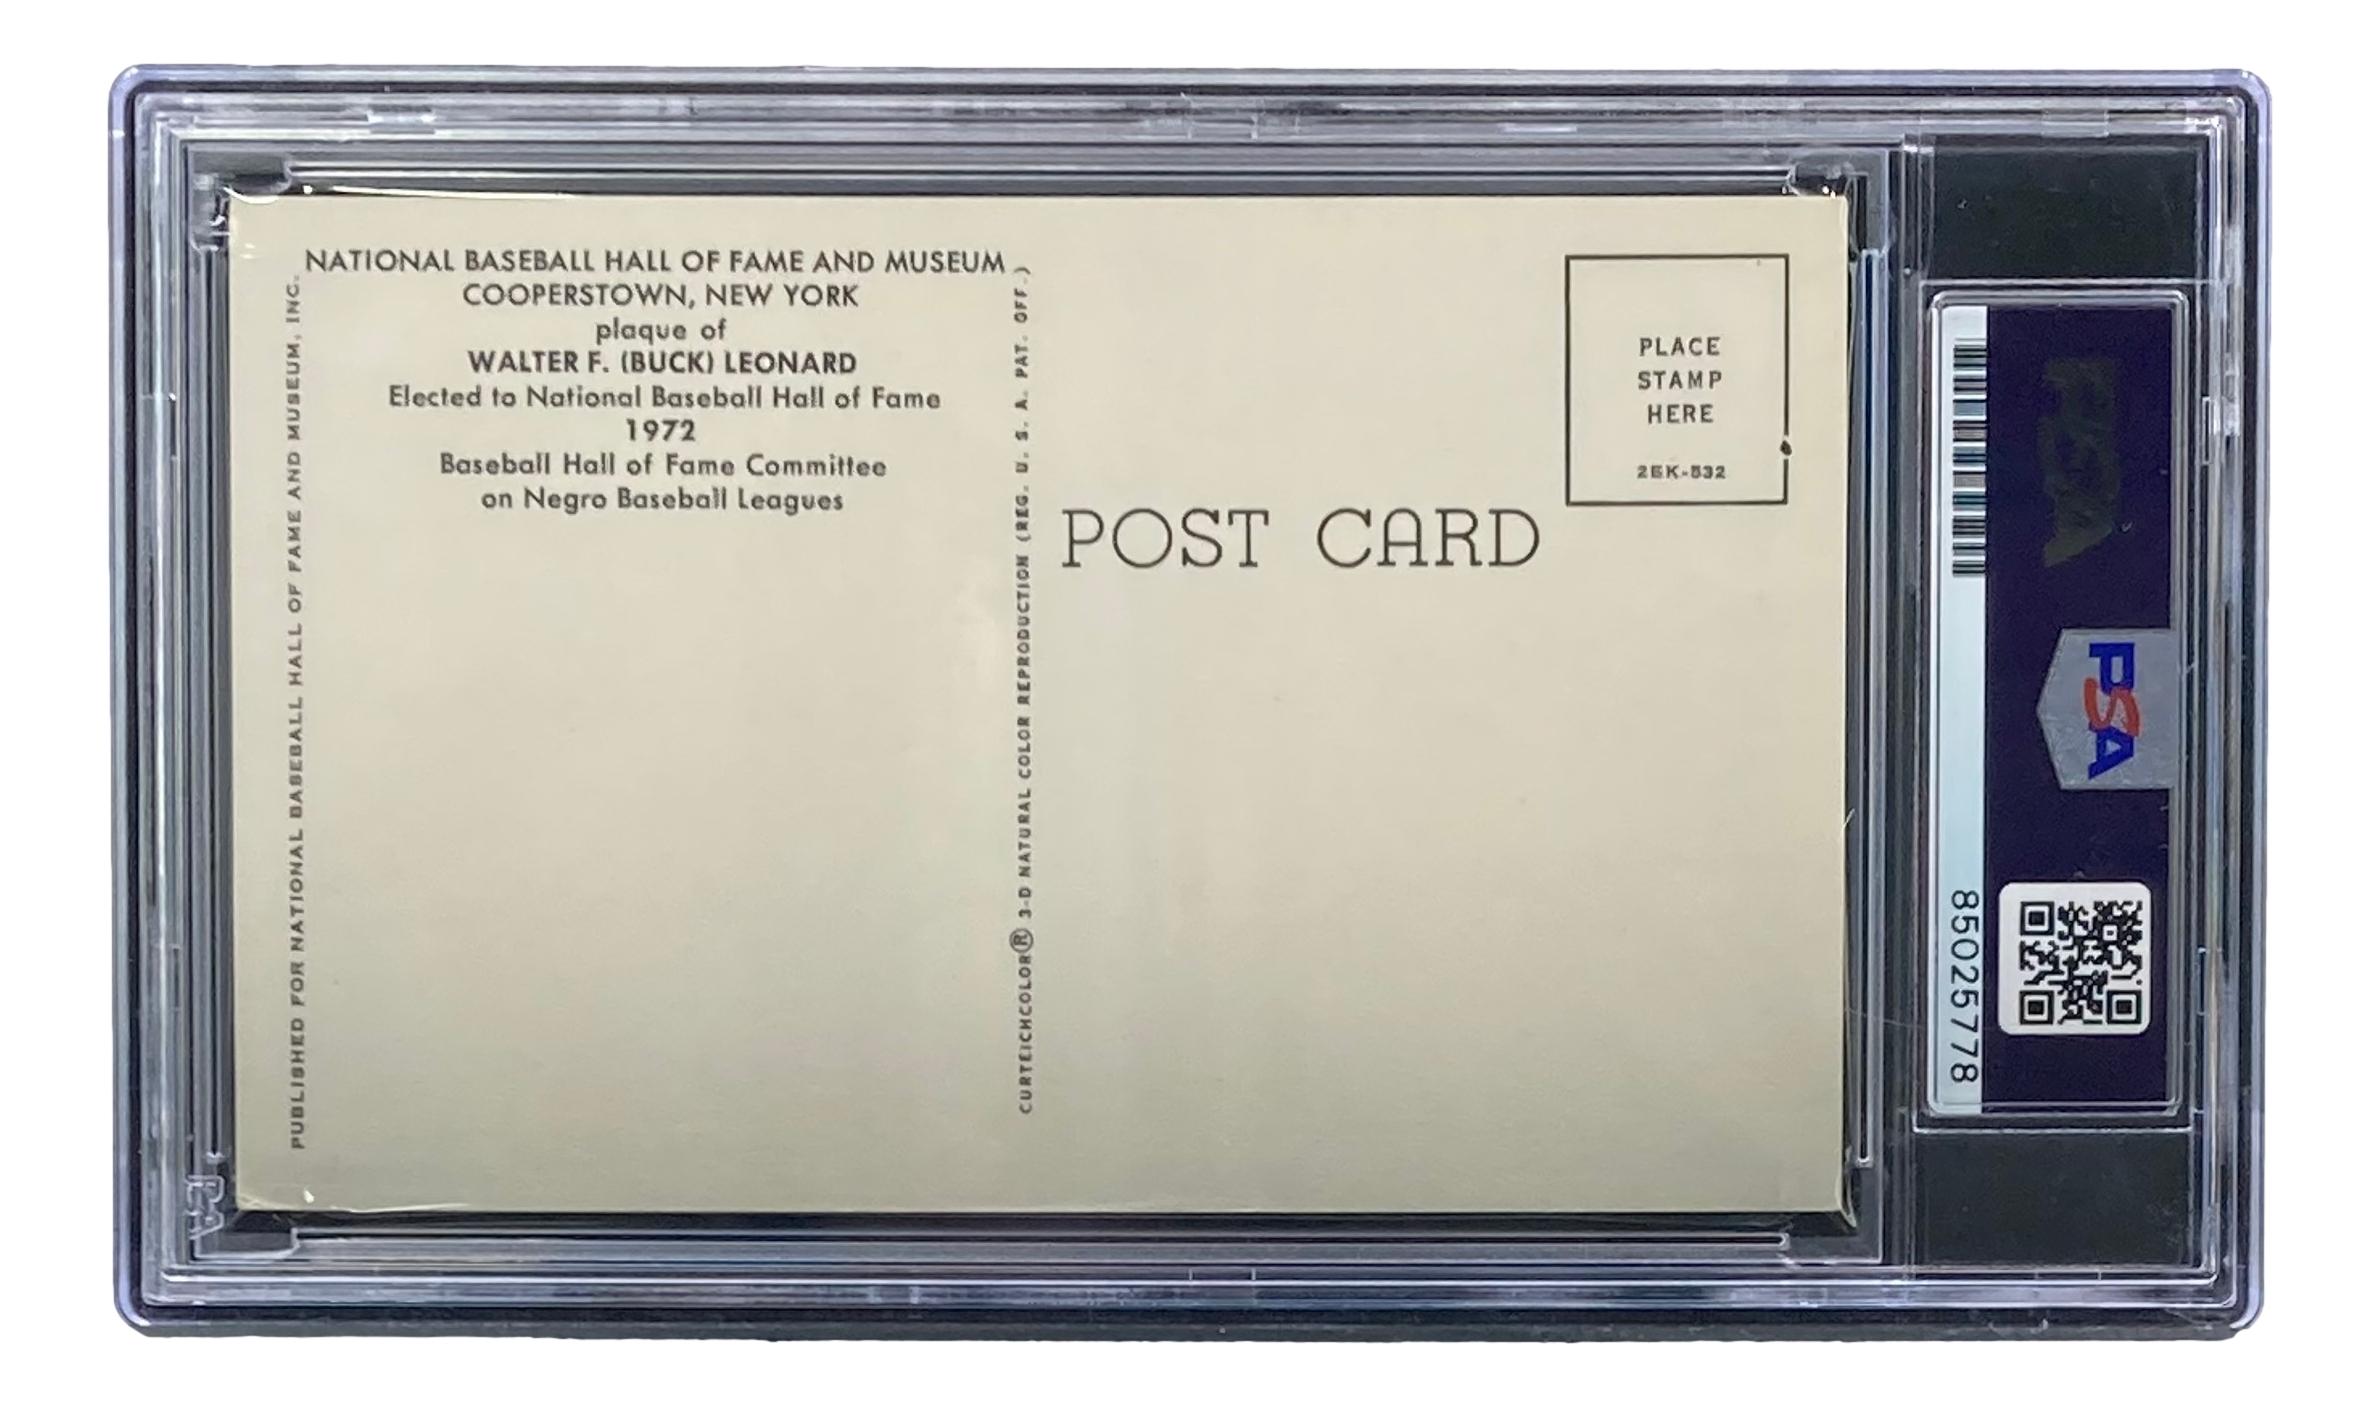 NATIONAL BASEBALL HALL OF FAME AND MUSEUM
COOPERSTOWN, NEW YORK
plaque of
WALTER F. (BUCK) LEONARD
Elected to National Baseball Hall of Fame
1972
Baseball Hall of Fame Committee
on Negro Baseball Leagues
PUBLISHED FOR NATIONAL BASEBALL HALL OF FAME AND MUSEUM, INC.
CURTEICHCOLOR® 3-D NATURAL COLOR REPRODUCTION (REG. U. S. A. PAT. OFF.)
POST CARD
PLACE
STAMP
HERE
2EK-532
PSA
PSA
85025778
PSA